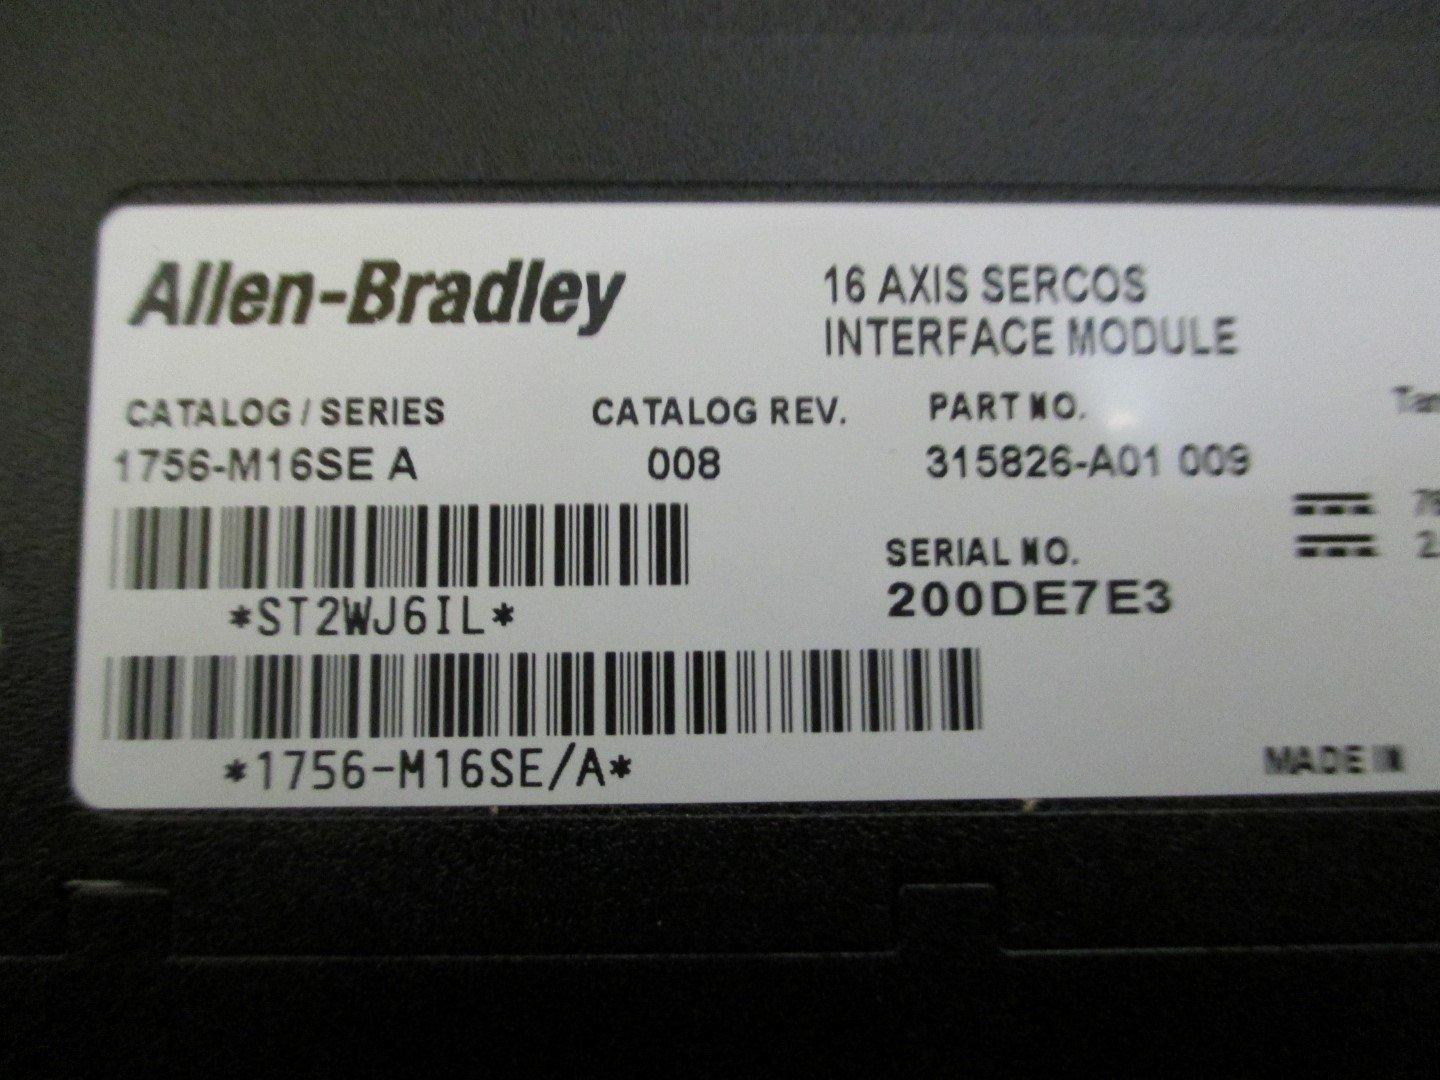 Allen-Bradley
16 AXIS SERCOS
INTERFACE MODULE
CATALOG / SERIES
1756-M16SE A
CATALOG REV.
008
PART NO.
315826-A01 009
SERIAL NO.
200DE7E3
*ST2WJ6IL*
*1756-M16SE/A*
MADE IN